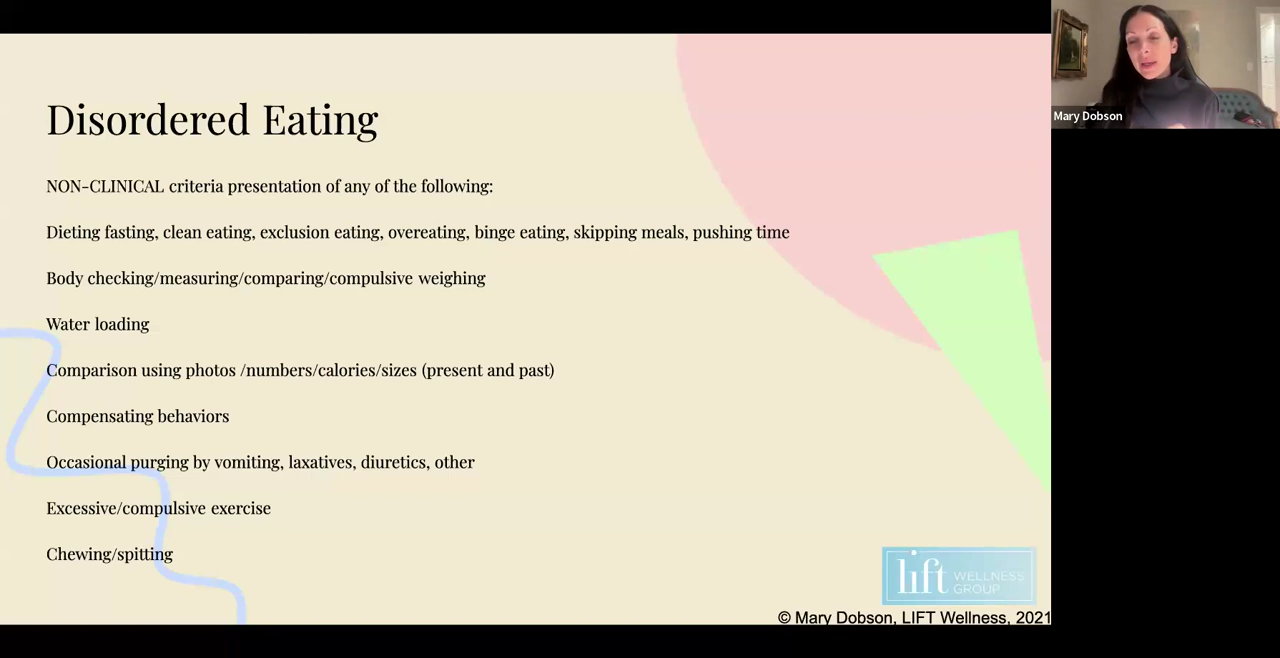 Disordered Eating
NON-CLINICAL criteria presentation of any of the following:
Dieting fasting, clean eating, exclusion eating, overeating, binge eating, skipping meals, pushing time
Body checking/measuring/comparing/compulsive weighing
Water loading
Comparison using photos /numbers/calories/sizes (present and past)
Compensating behaviors
Occasional purging by vomiting, laxatives, diuretics, other
Excessive/compulsive exercise
Chewing/spitting
lift WELLNESS
GROUP
© Mary Dobson, LIFT Wellness, 2021
Mary Dobson